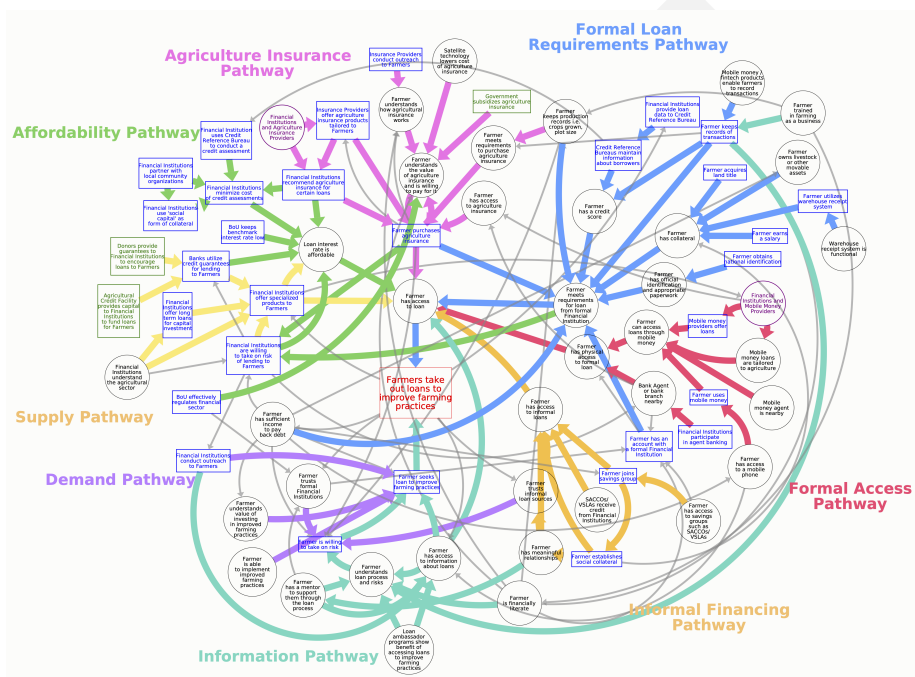 Formal Loan
Requirements Pathway
Agriculture Insurance
Pathway
Affordability Pathway
Supply Pathway
Demand Pathway
Information Pathway
Informal Financing
Pathway
Formal Access
Pathway
Insurance Providers
conduct outreach
to Farmers
Satellite
technology
lowers cost
of agriculture
insurance
Government
subsidizes agriculture
insurance
Farmer
understands
how agricultural
insurance
works
Farmer
keeps production
records i.e.
crops grown,
plot size
Financial Institutions
provide loan
data to Credit
Reference Bureau
Mobile money /
fintech products
enable farmers
to record
transactions
Farmer
trained
in farming
as a business
Farmer keeps
records of
transactions
Financial
Institutions
and Agriculture
Insurance
Insurance Providers
offer agriculture
insurance products
tailored to
Farmers
Financial Institution
uses Credit
Reference Bureau
to conduct a
credit assessment
Farmer
meets
requirements
to purchase
agriculture
insurance
Credit Reference
Bureaus maintain
information
about borrowers
Farmer
owns livestock
or other
movable
assets
Financial Institutions
partner with
local community
organizations
Financial Institutions
minimize cost
of credit assessments
Financial Institutions
recommend agriculture
insurance for
certain loans
Farmer
understands
the value
of agriculture
insurance
and is willing
to pay for it
Farmer acquires
land title
Farmer
has access
to agriculture
insurance
Farmer
has a credit
score
Farmer utilizes
warehouse receipt
system
Financial Institutions
use 'social
capital' as
form of collateral
BoU keeps
benchmark
interest rate low
Farmer purchases
agriculture
insurance
Farmer
has collateral
Farmer earns
a salary
Loan interest
rate is
affordable
Warehouse
receipt system is
functional
Donors provide
guarantees to
Financial Institutions
to encourage
loans to Farmers
Banks utilize
credit guarantees
for lending
to Farmers
Farmer obtains
national identification
Farmer
has official
identification
and appropriate
paperwork
Agricultural
Credit Facility
provides capital
to Financial
Institutions
to fund loans
for Farmers
Financial
Institutions
offer long
term loans
for capital
investment
Financial Institutions
offer specialized
products to
Farmers
Farmer
has access
to loan
Farmer
meets
requirements
for loan
from formal
Financial
Institution
Financial
Institutions
and Mobile Money
Providers
Farmer
can access
loans through
mobile
money
Mobile money
providers offer
loans
Financial Institutions
are willing
to take on risk
of lending to
Farmers
Farmer
has physical
access
to formal
loan
Mobile money
loans are tailored
to agriculture
Financial
Institutions
understand
the agricultural
sector
Farmers take
out loans to
improve farming
practices
Bank Agent
or bank
branch
nearby
Farmer uses
mobile money
Mobile money
agent is nearby
BoU effectively
regulates financial
sector
Farmer
has access
to informal
loans
Farmer
has sufficient
income
to pay
back debt
Farmer has an
account with
a formal Financial
Institution
Financial Institutions
participate
in agent banking
Financial Institutions
conduct outreach
to Farmers
Farmer
has access
to a mobile
phone
Farmer
trusts
formal
Financial
Institutions
Farmer seeks
loan to improve
farming practices
Farmer
trusts
informal
loan sources
Farmer joins
savings group
SACCOs/
VSLAs receive
credit
from Financial
Institutions
Farmer
understands
value of
investing
in improved
farming
practices
Farmer
has access
to savings
groups
such as
SACCOs/
VSLAs
Farmer is willing
to take on risk
Farmer
has access
to information
about loans
Farmer
has meaningful
relationships
Farmer establishes
social collateral
Farmer
is able to
implement
improved
farming
practices
Farmer
understands
loan process
and risks
Farmer
has a mentor
to support
them through
the loan
process
Farmer
is financially
literate
Loan
ambassador
programs show
benefit of
accessing loans
to improve
farming
practices